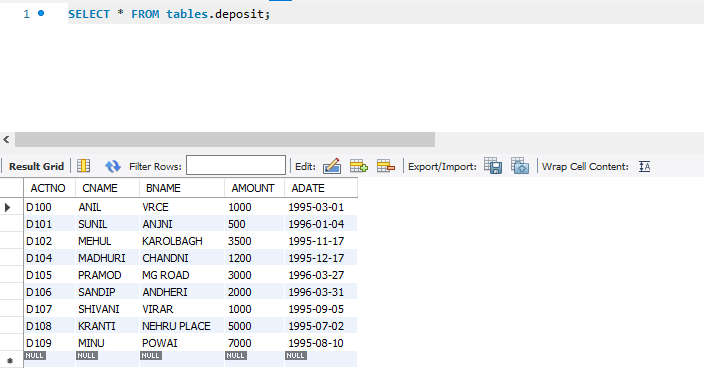 1 SELECT * FROM tables.deposit;
Result Grid Filter Rows: Edit: Export/Import: Wrap Cell Content: IA
ACTNO CNAME BNAME AMOUNT ADATE
D100 ANIL VRCE 1000 1995-03-01
D101 SUNIL ANJNI 500 1996-01-04
D102 MEHUL KAROLBAGH 3500 1995-11-17
D104 MADHURI CHANDNI 1200 1995-12-17
D105 PRAMOD MG ROAD 3000 1996-03-27
D106 SANDIP ANDHERI 2000 1996-03-31
D107 SHIVANI VIRAR 1000 1995-09-05
D108 KRANTI NEHRU PLACE 5000 1995-07-02
D109 MINU POWAI 7000 1995-08-10
NULL NULL NULL NULL NULL